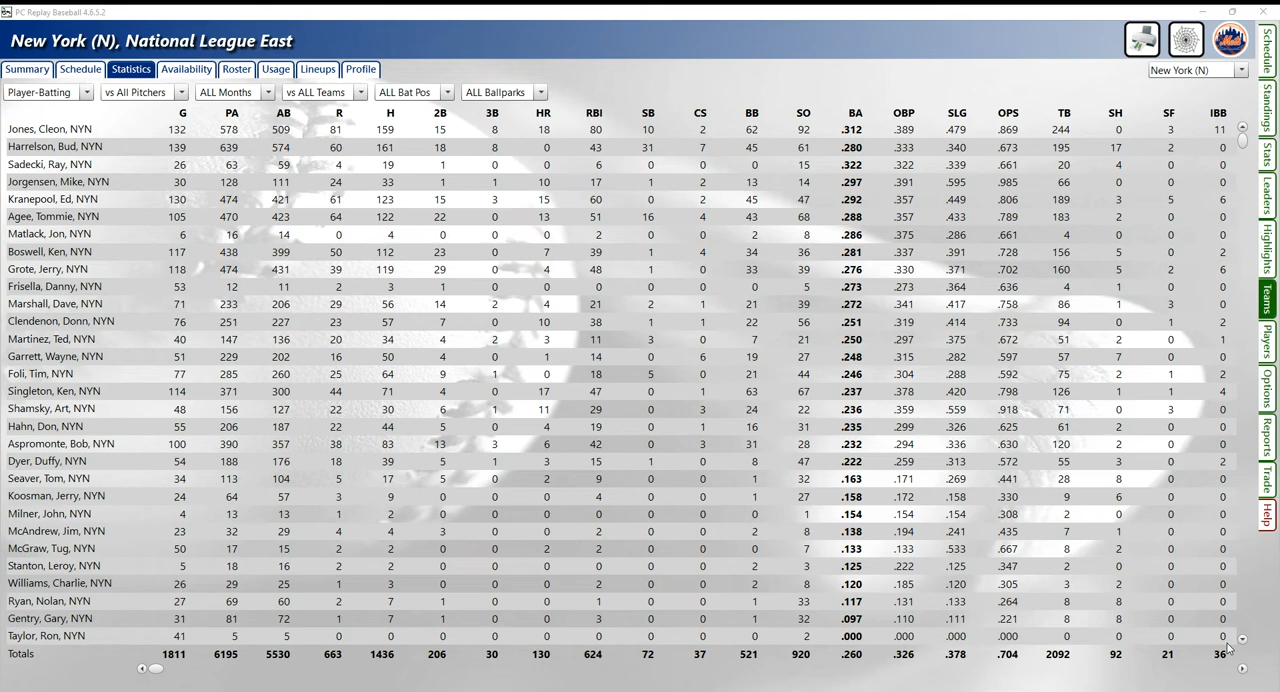 PC Replay Baseball 4.6.5.2
New York (N), National League East
Mets
Summary Schedule Statistics Availability Roster Usage Lineups Profile
New York (N)
Player-Batting vs All Pitchers ALL Months vs ALL Teams ALL Bat Pos ALL Ballparks
G PA AB R H 2B 3B HR RBI SB CS BB SO BA OBP SLG OPS TB SH SF IBB
Jones, Cleon, NYN 132 578 509 81 159 15 8 18 80 10 2 62 92 .312 .389 .479 .869 244 0 3 11
Harrelson, Bud, NYN 139 639 574 60 161 18 8 0 43 31 7 45 61 .280 .333 .340 .673 195 17 2 0
Sadecki, Ray, NYN 26 63 59 4 19 1 0 0 6 0 0 0 15 .322 .322 .339 .661 20 4 0 0
Jorgensen, Mike, NYN 30 128 111 24 33 1 1 10 17 1 2 13 14 .297 .391 .595 .985 66 0 0 0
Kranepool, Ed, NYN 130 474 421 61 123 15 3 15 60 0 2 45 47 .292 .357 .449 .806 189 3 5 6
Agee, Tommie, NYN 105 470 423 64 122 22 0 13 51 16 4 43 68 .288 .357 .433 .789 183 2 0 0
Matlack, Jon, NYN 6 16 14 0 4 0 0 0 2 0 0 2 8 .286 .375 .286 .661 4 0 0 0
Boswell, Ken, NYN 117 438 399 50 112 23 0 7 39 1 4 34 36 .281 .337 .391 .728 156 5 0 0
Grote, Jerry, NYN 118 474 431 39 119 29 0 4 48 1 0 33 39 .276 .330 .371 .702 160 5 2 6
Frisella, Danny, NYN 53 12 11 2 3 1 0 0 0 0 0 0 5 .273 .273 .364 .636 4 1 0 0
Marshall, Dave, NYN 71 233 206 29 56 14 2 4 21 2 1 21 39 .272 .341 .417 .758 86 1 3 0
Clendenon, Donn, NYN 76 251 227 23 57 7 0 10 38 1 1 22 56 .251 .319 .414 .733 94 0 1 2
Martinez, Ted, NYN 40 147 136 20 34 4 2 3 11 3 0 7 21 .250 .297 .375 .672 51 2 0 1
Garrett, Wayne, NYN 51 229 202 16 50 4 0 1 14 0 6 19 27 .248 .315 .282 .597 57 7 0 0
Foli, Tim, NYN 77 285 260 25 64 9 1 0 18 5 0 21 44 .246 .304 .288 .592 75 2 1 2
Singleton, Ken, NYN 114 371 300 44 71 4 0 17 47 0 1 63 67 .237 .378 .420 .798 126 1 1 4
Shamsky, Art, NYN 48 156 127 22 30 6 1 11 29 0 3 24 22 .236 .359 .559 .918 71 0 3 0
Hahn, Don, NYN 55 206 187 22 44 5 0 4 19 0 1 16 31 .235 .299 .326 .625 61 2 0 0
Aspromonte, Bob, NYN 100 390 357 38 83 13 3 6 42 0 3 31 28 .232 .294 .336 .630 120 2 0 0
Dyer, Duffy, NYN 54 188 176 18 39 5 1 3 15 1 0 8 47 .222 .259 .313 .572 55 3 0 2
Seaver, Tom, NYN 34 113 104 5 17 5 0 2 9 0 0 1 32 .163 .171 .269 .441 28 8 0 0
Koosman, Jerry, NYN 24 64 57 3 9 0 0 0 4 0 0 1 27 .158 .172 .158 .330 9 6 0 0
Milner, John, NYN 4 13 13 1 2 0 0 0 0 0 0 0 1 .154 .154 .154 .308 2 0 0 0
McAndrew, Jim, NYN 23 32 29 4 4 3 0 0 2 0 0 2 8 .138 .194 .241 .435 7 1 0 0
McGraw, Tug, NYN 50 17 15 2 2 0 0 2 2 0 0 0 7 .133 .133 .533 .667 8 2 0 0
Stanton, Leroy, NYN 5 18 16 2 2 0 0 0 0 0 0 2 3 .125 .222 .125 .347 2 0 0 0
Williams, Charlie, NYN 26 29 25 1 3 0 0 0 2 0 0 2 8 .120 .185 .120 .305 3 2 0 0
Ryan, Nolan, NYN 27 69 60 2 7 1 0 0 1 0 0 1 33 .117 .131 .133 .264 8 8 0 0
Gentry, Gary, NYN 31 81 72 1 7 1 0 0 3 0 0 1 32 .097 .110 .111 .221 8 8 0 0
Taylor, Ron, NYN 41 5 5 0 0 0 0 0 0 0 0 0 2 .000 .000 .000 .000 0 0 0 0
Totals 1811 6195 5530 663 1436 206 30 130 624 72 37 521 920 .260 .326 .378 .704 2092 92 21 36
Schedule
Standings
Stats
Leaders
Highlights
Teams
Players
Options
Reports
Trade
Help